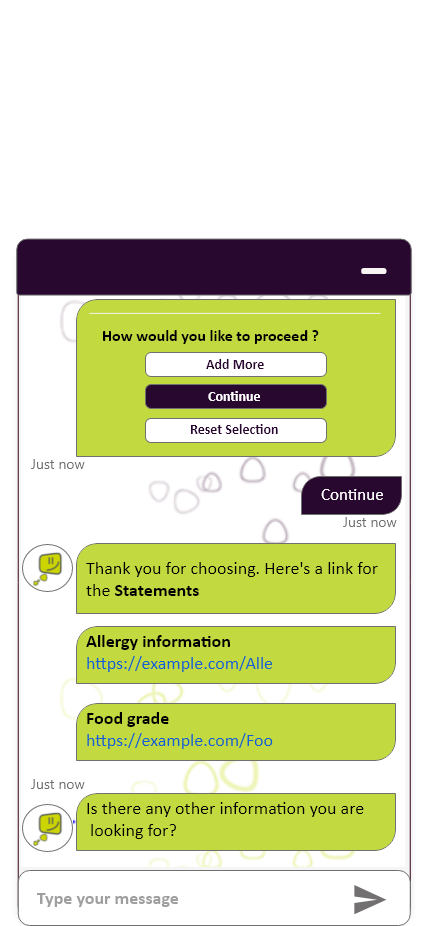 How would you like to proceed ?
Add More
Continue
Reset Selection
Just now
Continue
Just now
Thank you for choosing. Here's a link for
the Statements
Allergy information
https://example.com/Alle
Food grade
https://example.com/Foo
Just now
Is there any other information you are
looking for?
Type your message